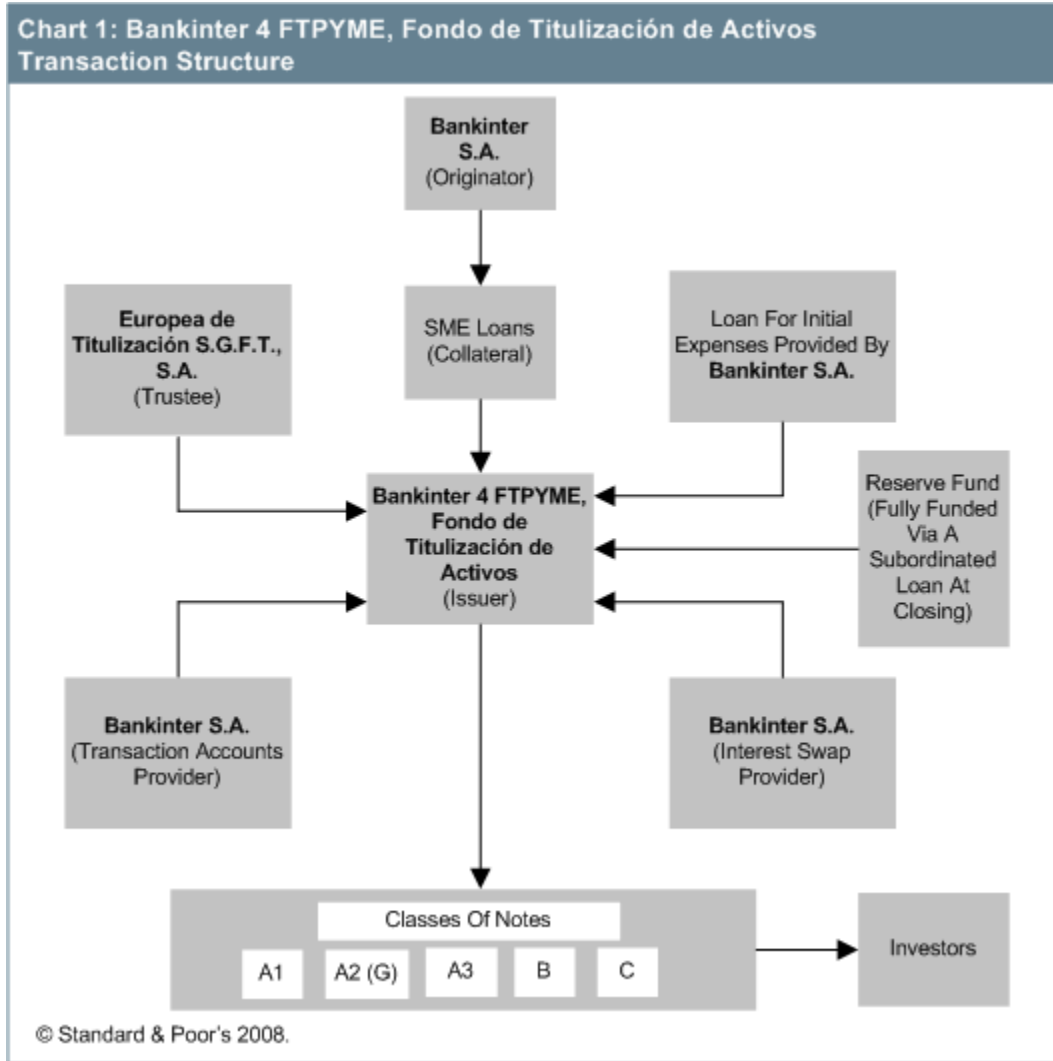 Chart 1: Bankinter 4 FTPYME, Fondo de Titulización de Activos
Transaction Structure
Bankinter
S.A.
(Originator)
Europea de
Titulización S.G.F.T.,
S.A.
(Trustee)
SME Loans
(Collateral)
Loan For Initial
Expenses Provided By
Bankinter S.A.
Bankinter 4 FTPYME,
Fondo de
Titulización de
Activos
(Issuer)
Reserve Fund
(Fully Funded
Via A
Subordinated
Loan At
Closing)
Bankinter S.A.
(Transaction Accounts
Provider)
Bankinter S.A.
(Interest Swap
Provider)
Classes Of Notes
A1
A2 (G)
A3
B
C
Investors
© Standard & Poor's 2008.